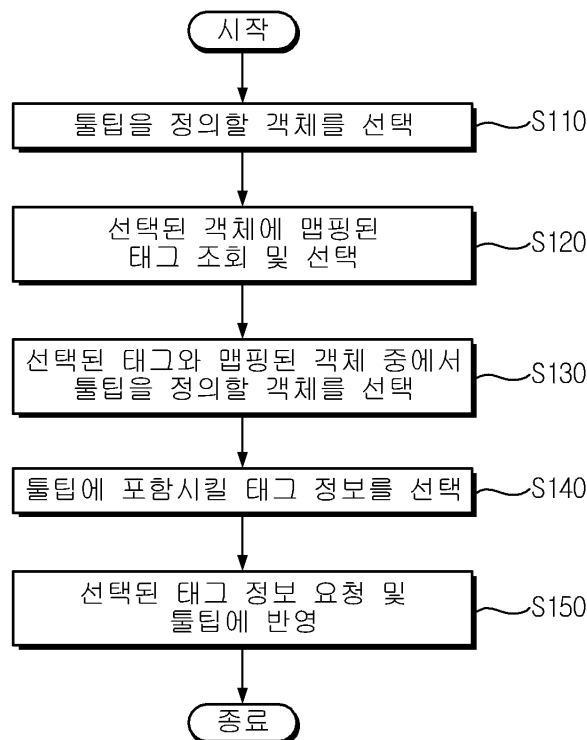 시작
툴팁을 정의할 객체를 선택
S110
선택된 객체에 맵핑된
태그 조회 및 선택
S120
선택된 태그와 맵핑된 객체 중에서
툴팁을 정의할 객체를 선택
S130
툴팁에 포함시킬 태그 정보를 선택
S140
선택된 태그 정보 요청 및
툴팁에 반영
S150
종료